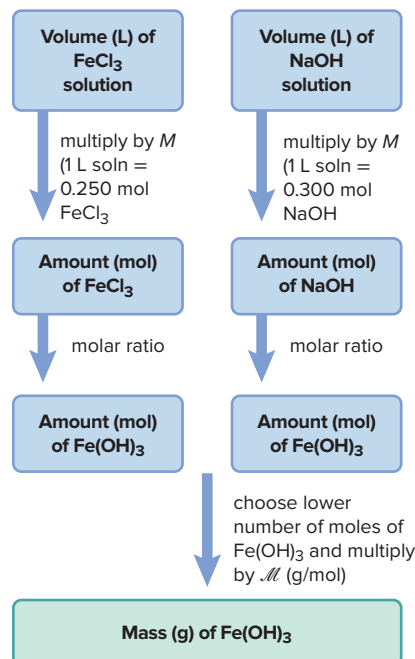 Volume (L) of
FeCl₃
solution
Volume (L) of
NaOH
solution
multiply by M
(1 L soln =
0.250 mol
FeCl₃
multiply by M
(1 L soln =
0.300 mol
NaOH
Amount (mol)
of FeCl₃
Amount (mol)
of NaOH
molar ratio
molar ratio
Amount (mol)
of Fe(OH)₃
Amount (mol)
of Fe(OH)₃
choose lower
number of moles of
Fe(OH)₃ and multiply
by ℳ (g/mol)
Mass (g) of Fe(OH)₃